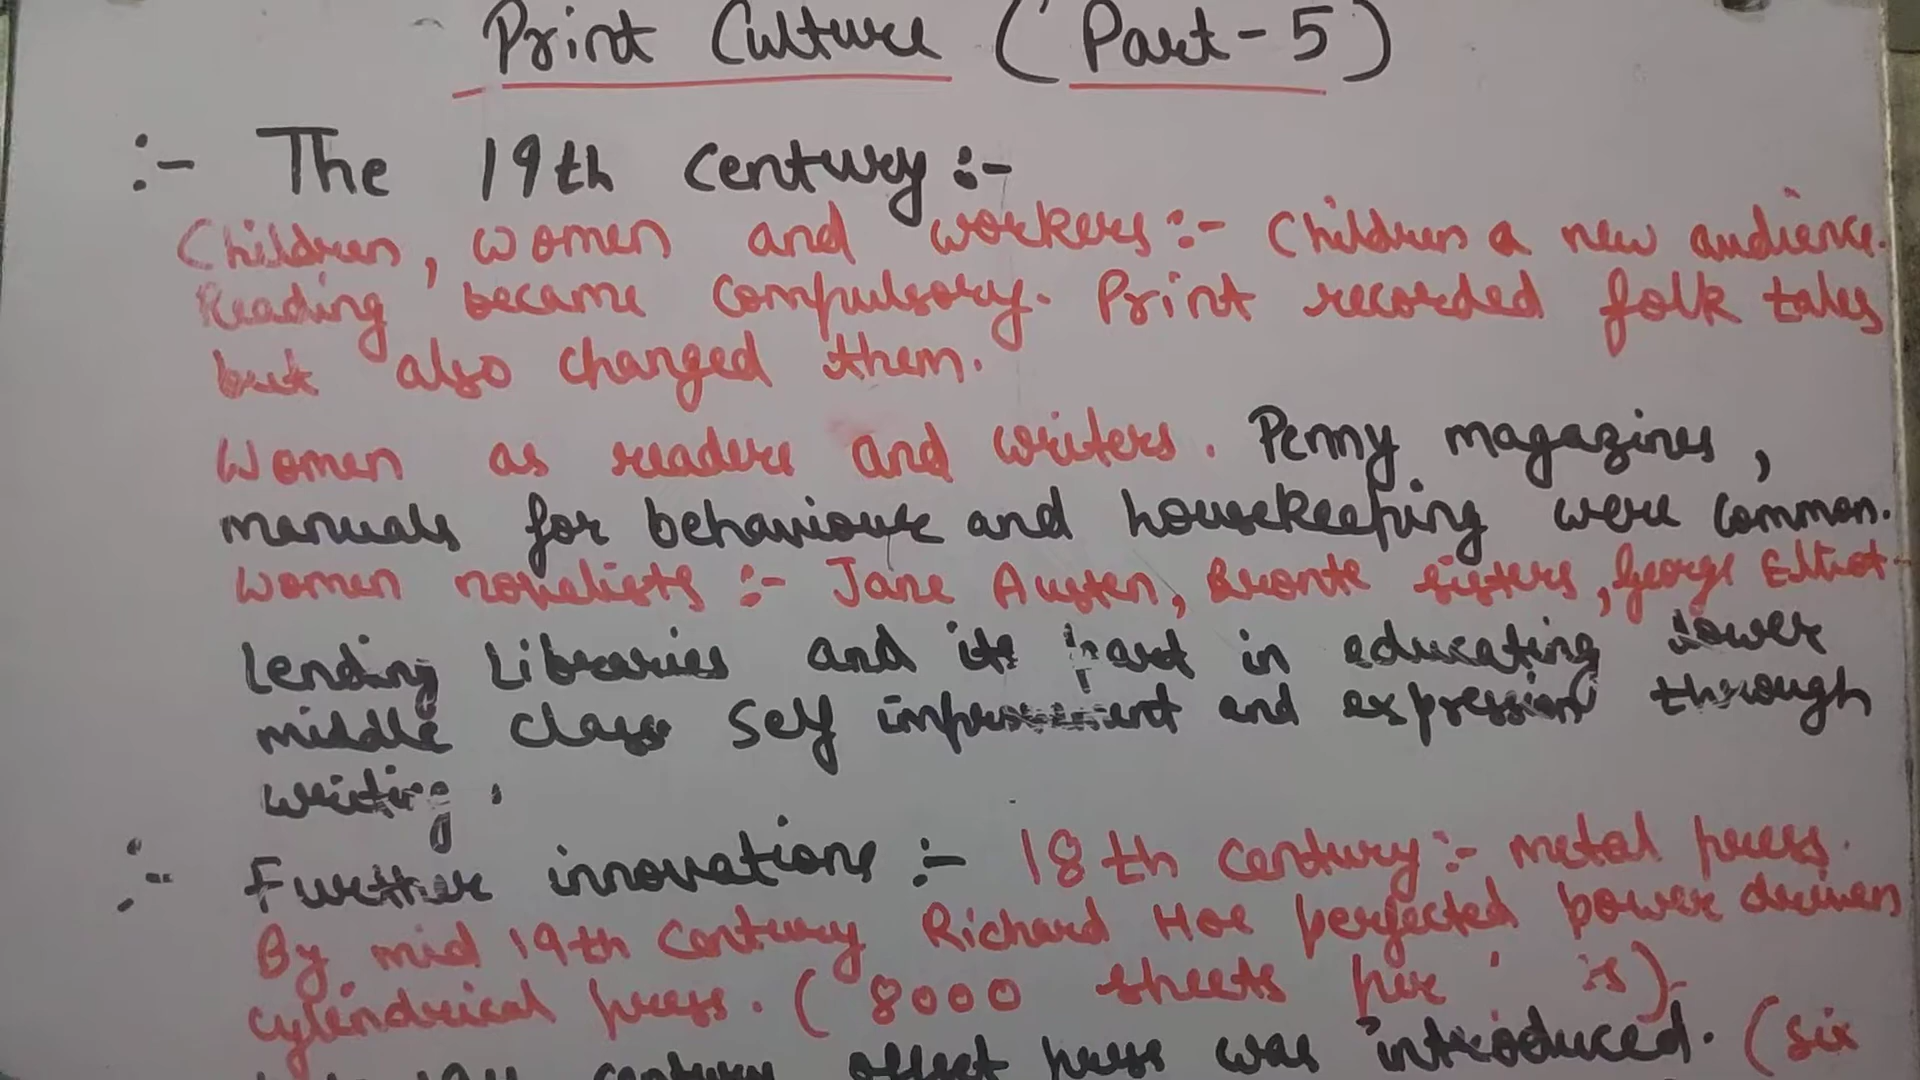 Print Culture (Part-5)
:- The 19th century :-
Children, women and workers :- Children a new audience.
Reading became compulsory. Print recorded folk tales
but also changed them.
Women as readers and writers. Penny magazines,
manuals for behaviour and housekeeping were common.
Women novelists :- Jane Austen, Bronte sisters, George Elliot-
Lending Libraries and its part in educating lower
middle class Self improvement and expression through
writing.
:- Further innovations :- 18th century :- metal press.
By mid 19th Century Richard Hoe perfected power driven
cylindrical press. (8000 sheets per
century offset press was introduced. (six